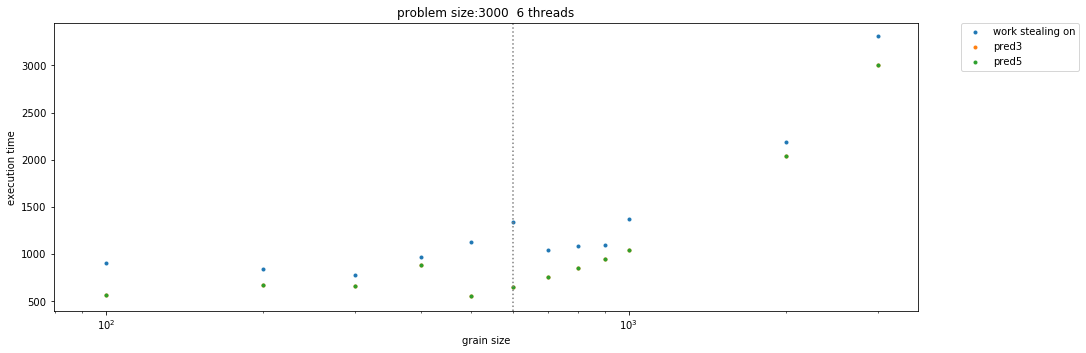 problem size:3000  6 threads
work stealing on
pred3
pred5
execution time
3000
2500
2000
1500
1000
500
10²
10³
grain size